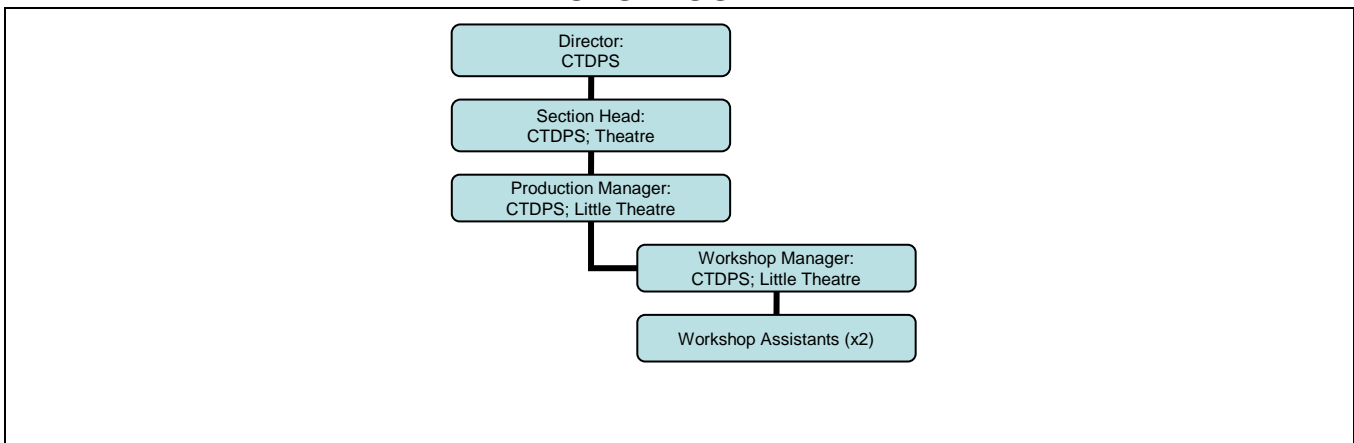 Director:
CTDPS
Section Head:
CTDPS; Theatre
Production Manager:
CTDPS; Little Theatre
Workshop Manager:
CTDPS; Little Theatre
Workshop Assistants (x2)